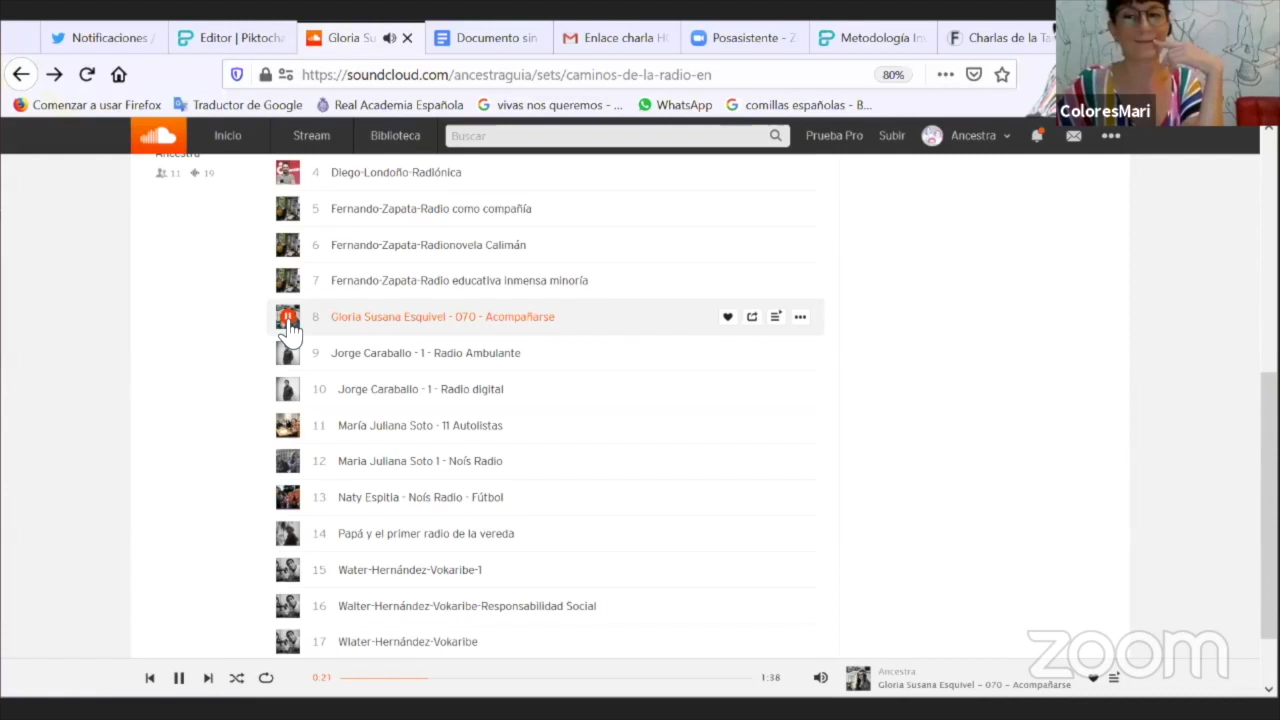 Notificaciones /
Editor | Piktocha
Gloria Su
Documento sin
Enlace charla H
Posasistente - Z
Metodología In
Charlas de la Ta
https://soundcloud.com/ancestraguia/sets/caminos-de-la-radio-en
80%
Comenzar a usar Firefox
Traductor de Google
Real Academia Española
vivas nos queremos - ...
WhatsApp
comillas españolas - B...
ColoresMari
Inicio
Stream
Biblioteca
Buscar
Prueba Pro
Subir
Ancestra
Ancestra
11 19
4 Diego-Londoño-Radiónica
5 Fernando-Zapata-Radio como compañía
6 Fernando-Zapata-Radionovela Calimán
7 Fernando-Zapata-Radio educativa inmensa minoría
8 Gloria Susana Esquivel - 070 - Acompañarse
9 Jorge Caraballo - 1 - Radio Ambulante
10 Jorge Caraballo - 1 - Radio digital
11 María Juliana Soto - 11 Autolistas
12 Maria Juliana Soto 1 - Noís Radio
13 Naty Espitia - Noís Radio - Fútbol
14 Papá y el primer radio de la vereda
15 Water-Hernández-Vokaribe-1
16 Walter-Hernández-Vokaribe-Responsabilidad Social
17 Wlater-Hernández-Vokaribe
zoom
0:21
1:38
Ancestra
Gloria Susana Esquivel - 070 - Acompañarse